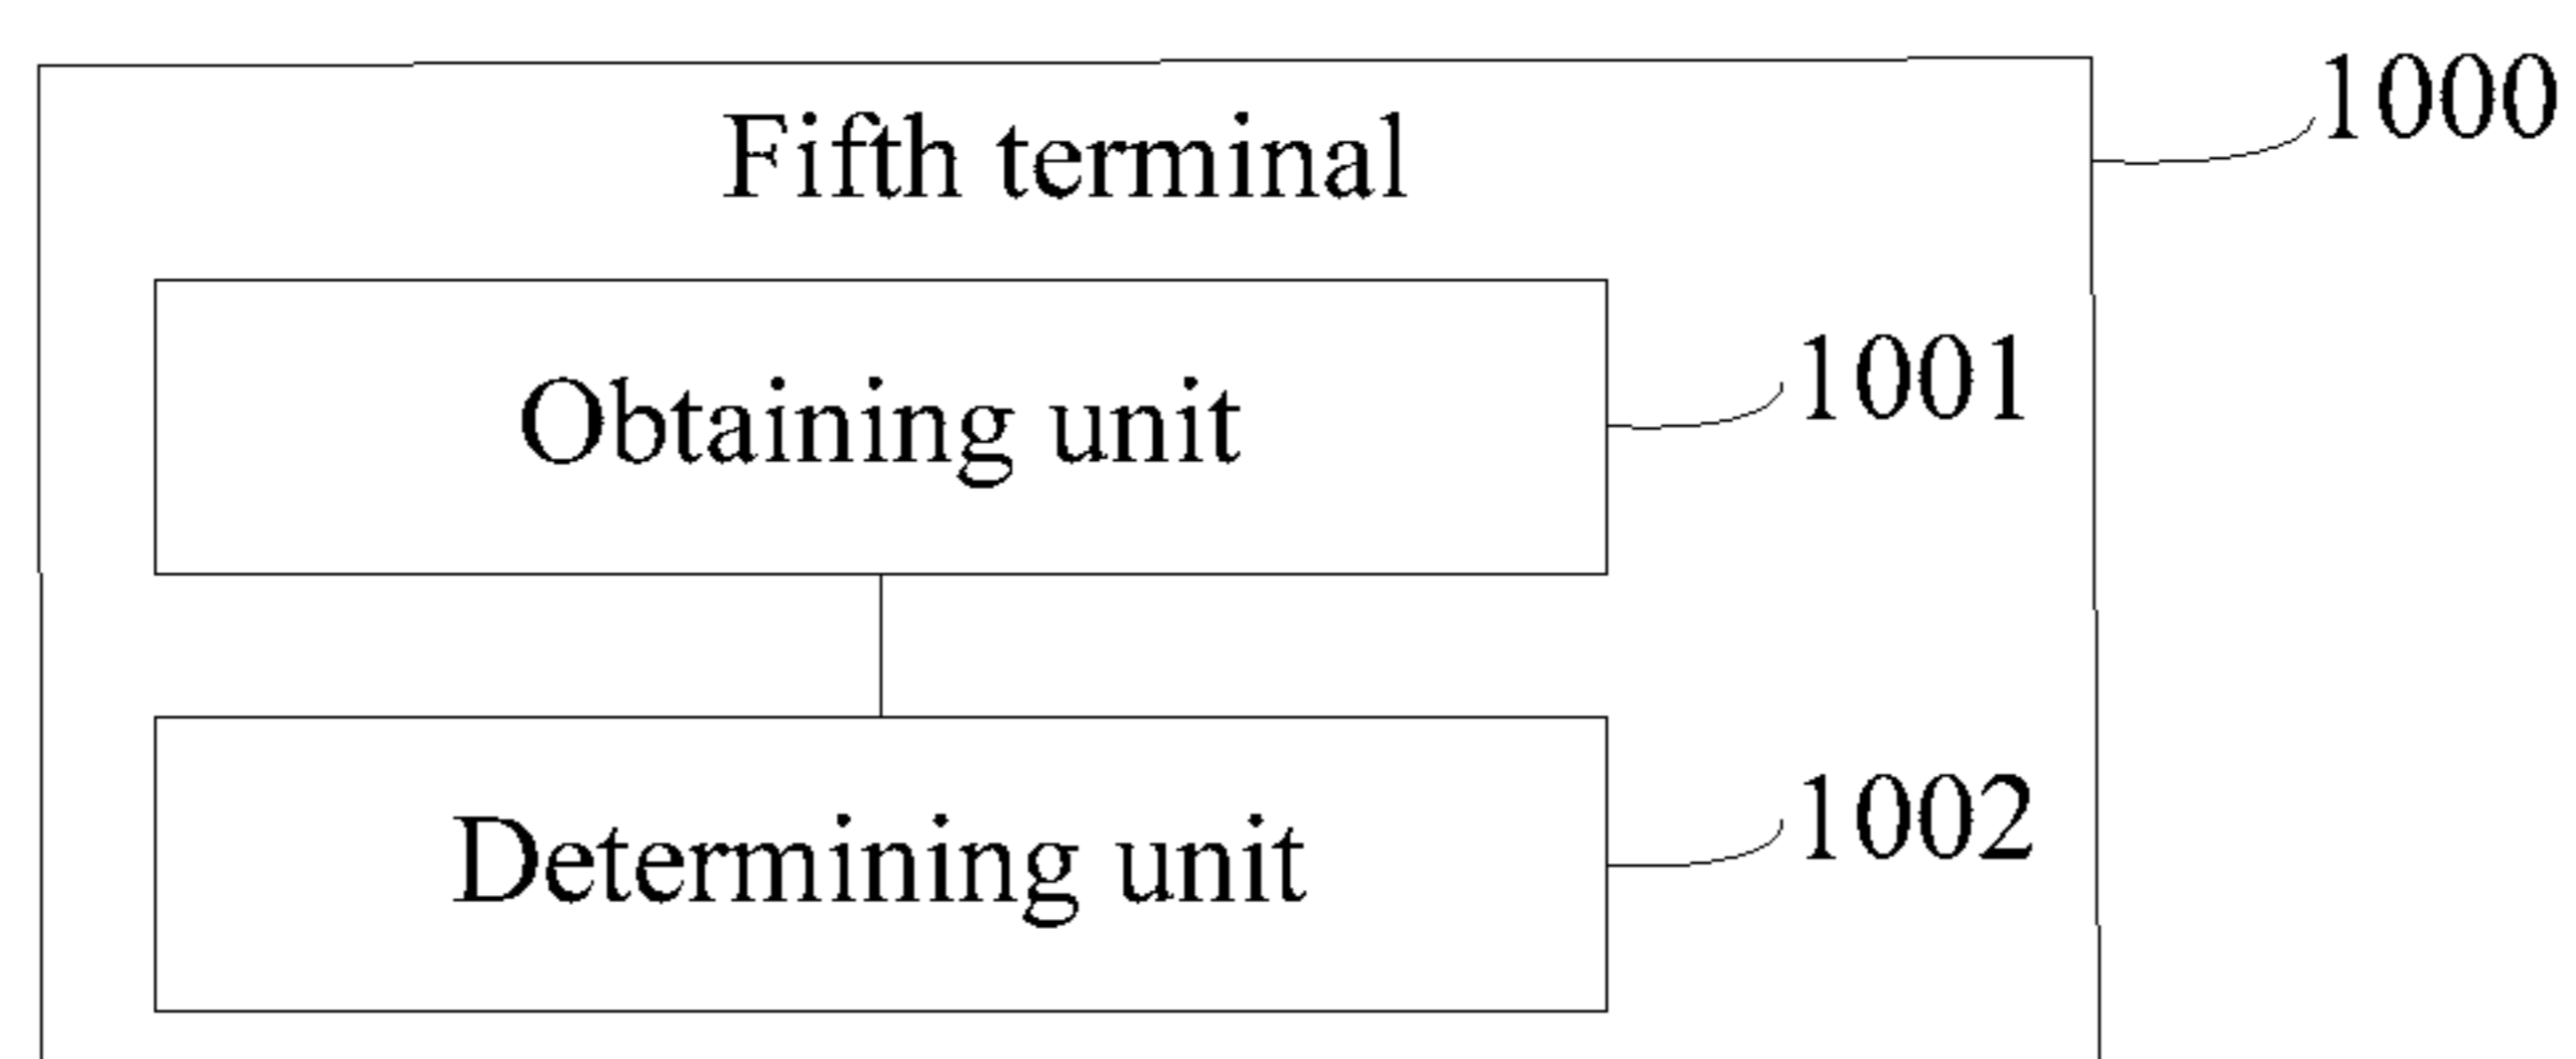 1000
Fifth terminal
Obtaining unit
1001
Determining unit
1002